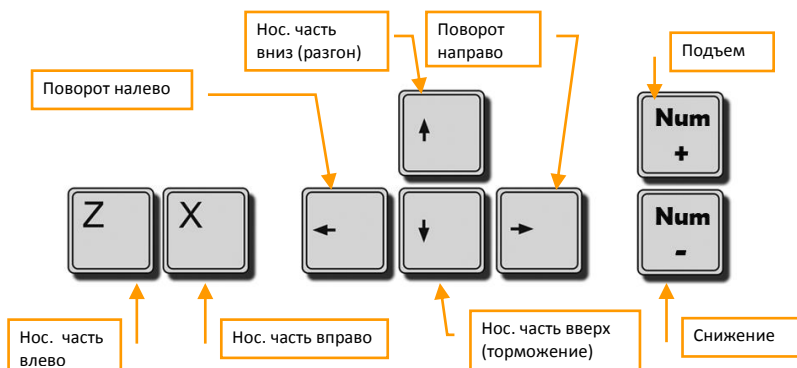 Нос. часть
вниз (разгон)
Поворот
направо
Подъем
Поворот налево
Num
+
Z
X
Num
-
Нос. часть
влево
Нос. часть вправо
Нос. часть вверх
(торможение)
Снижение